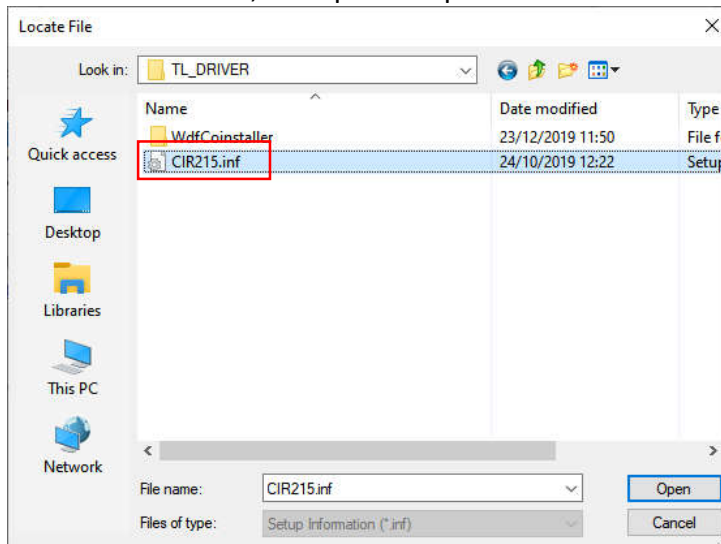 Locate File
Look in: TL_DRIVER
Name Date modified Type
WdfCoinstaller 23/12/2019 11:50 File f
CIR215.inf 24/10/2019 12:22 Setup
Quick access
Desktop
Libraries
This PC
Network
File name: CIR215.inf Open
Files of type: Setup Information (*.inf) Cancel